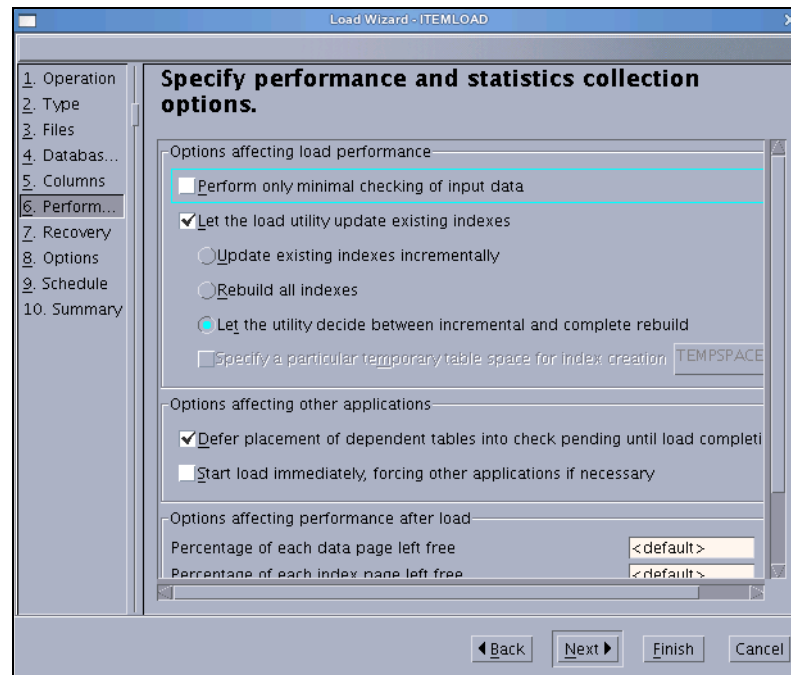 Load Wizard - ITEMLOAD
1. Operation
2. Type
3. Files
4. Databas...
5. Columns
6. Perform...
7. Recovery
8. Options
9. Schedule
10. Summary
Specify performance and statistics collection
options.
Options affecting load performance
Perform only minimal checking of input data
Let the load utility update existing indexes
Update existing indexes incrementally
Rebuild all indexes
Let the utility decide between incremental and complete rebuild
Specify a particular temporary table space for index creation TEMPSPACE
Options affecting other applications
Defer placement of dependent tables into check pending until load completi
Start load immediately, forcing other applications if necessary
Options affecting performance after load
Percentage of each data page left free <default>
Percentage of each index page left free <default>
Back Next Finish Cancel